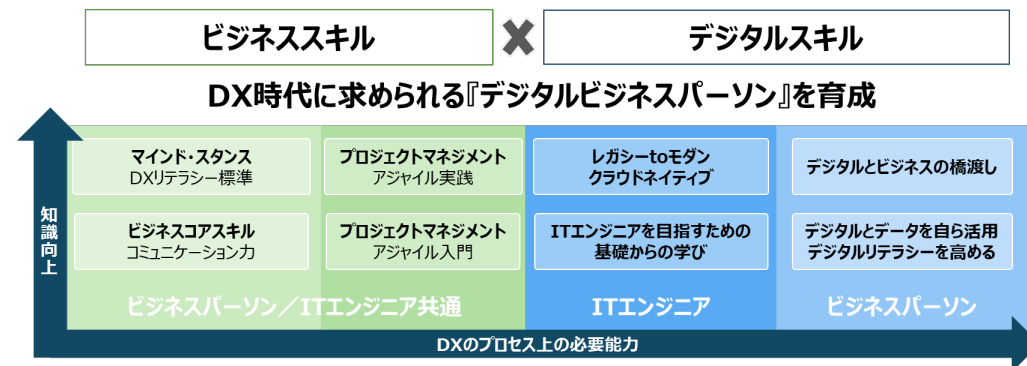 ビジネススキル
デジタルスキル
DX時代に求められる『デジタルビジネスパーソン』を育成
知識向上
マインド・スタンス
DXリテラシー標準
プロジェクトマネジメント
アジャイル実践
レガシーtoモダン
クラウドネイティブ
デジタルとビジネスの橋渡し
ビジネスコアスキル
コミュニケーション力
プロジェクトマネジメント
アジャイル入門
ITエンジニアを目指すための
基礎からの学び
デジタルとデータを自ら活用
デジタルリテラシーを高める
ビジネスパーソン／ITエンジニア共通
ITエンジニア
ビジネスパーソン
DXのプロセス上の必要能力